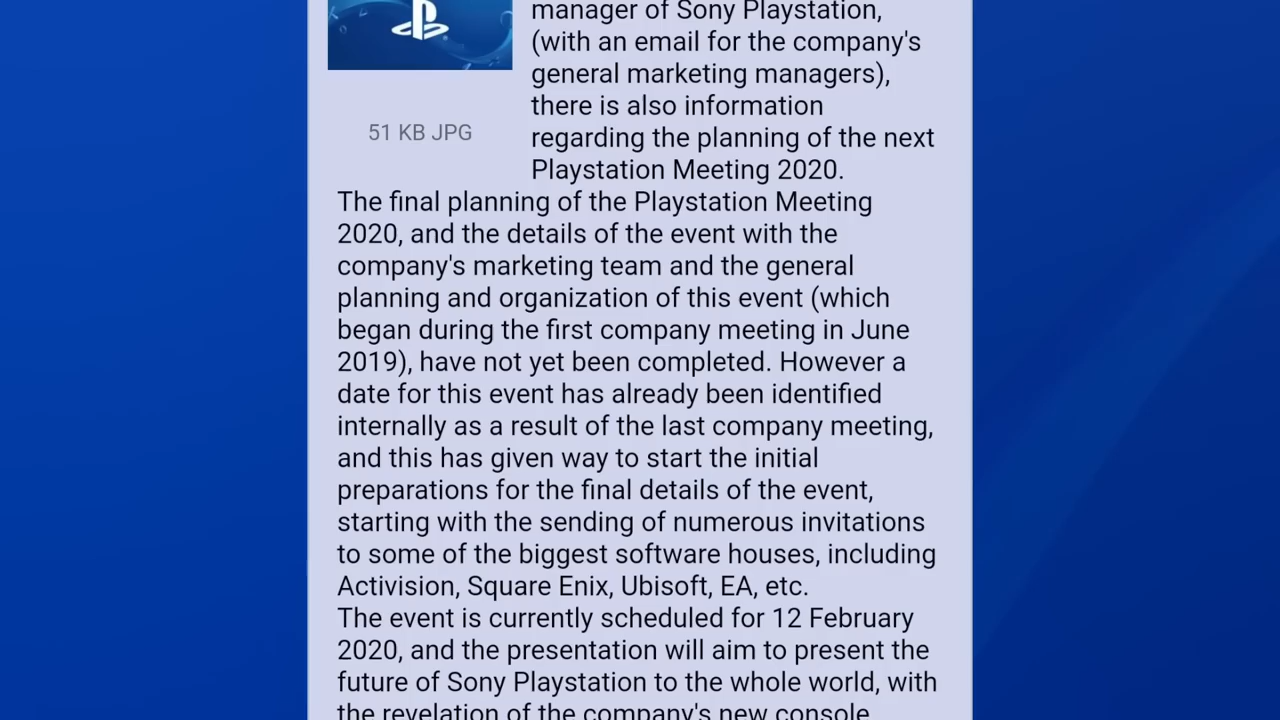 manager of Sony Playstation,
(with an email for the company's
general marketing managers),
there is also information
51 KB JPG
regarding the planning of the next
Playstation Meeting 2020.
The final planning of the Playstation Meeting
2020, and the details of the event with the
company's marketing team and the general
planning and organization of this event (which
began during the first company meeting in June
2019), have not yet been completed. However a
date for this event has already been identified
internally as a result of the last company meeting,
and this has given way to start the initial
preparations for the final details of the event,
starting with the sending of numerous invitations
to some of the biggest software houses, including
Activision, Square Enix, Ubisoft, EA, etc.
The event is currently scheduled for 12 February
2020, and the presentation will aim to present the
future of Sony Playstation to the whole world, with
the revelation of the company's new console